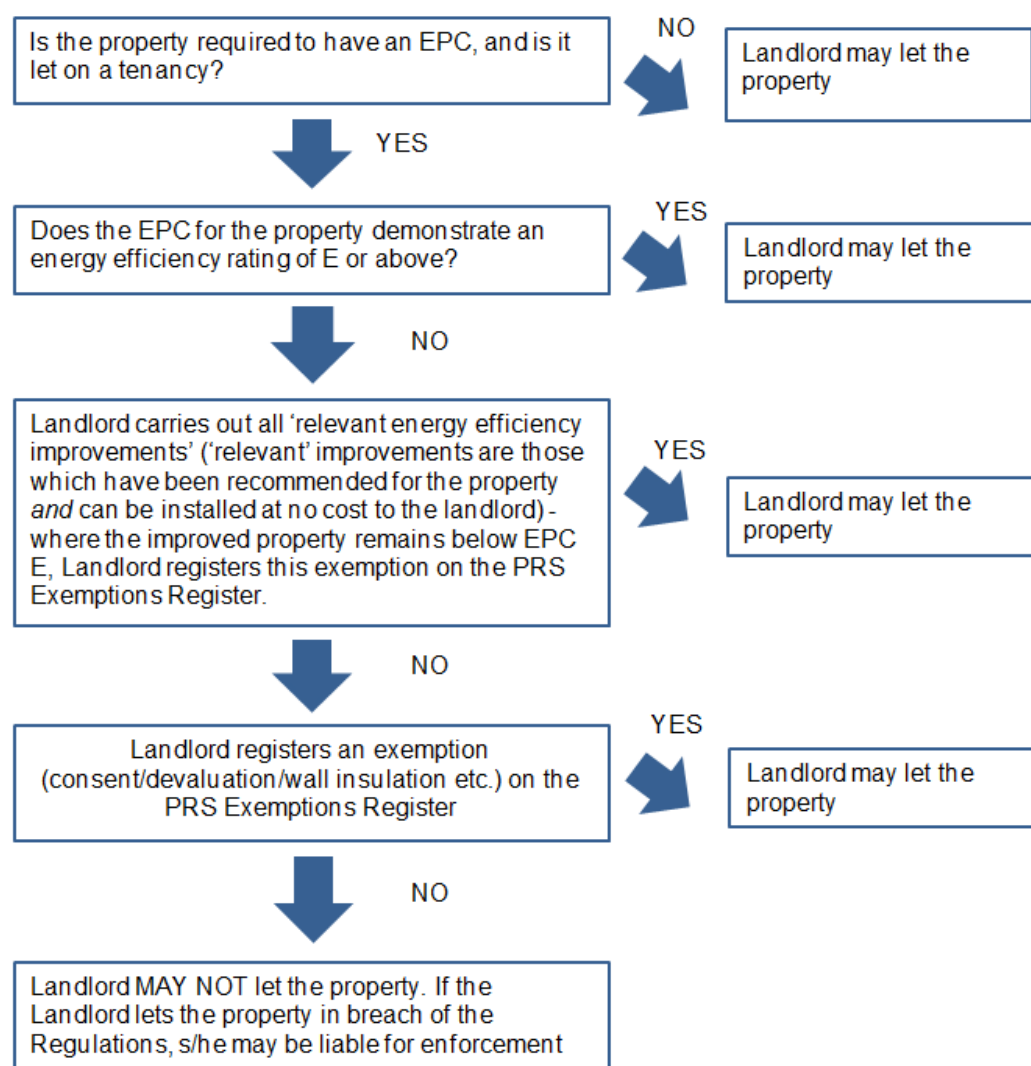 Is the property required to have an EPC, and is it
let on a tenancy?
NO
Landlord may let the
property
YES
Does the EPC for the property demonstrate an
energy efficiency rating of E or above?
YES
Landlord may let the
property
NO
Landlord carries out all ‘relevant energy efficiency
improvements’ (‘relevant’ improvements are those
which have been recommended for the property
and can be installed at no cost to the landlord) -
where the improved property remains below EPC
E, Landlord registers this exemption on the PRS
Exemptions Register.
YES
Landlord may let the
property
NO
Landlord registers an exemption
(consent/devaluation/wall insulation etc.) on the
PRS Exemptions Register
YES
Landlord may let the
property
NO
Landlord MAY NOT let the property. If the
Landlord lets the property in breach of the
Regulations, s/he may be liable for enforcement